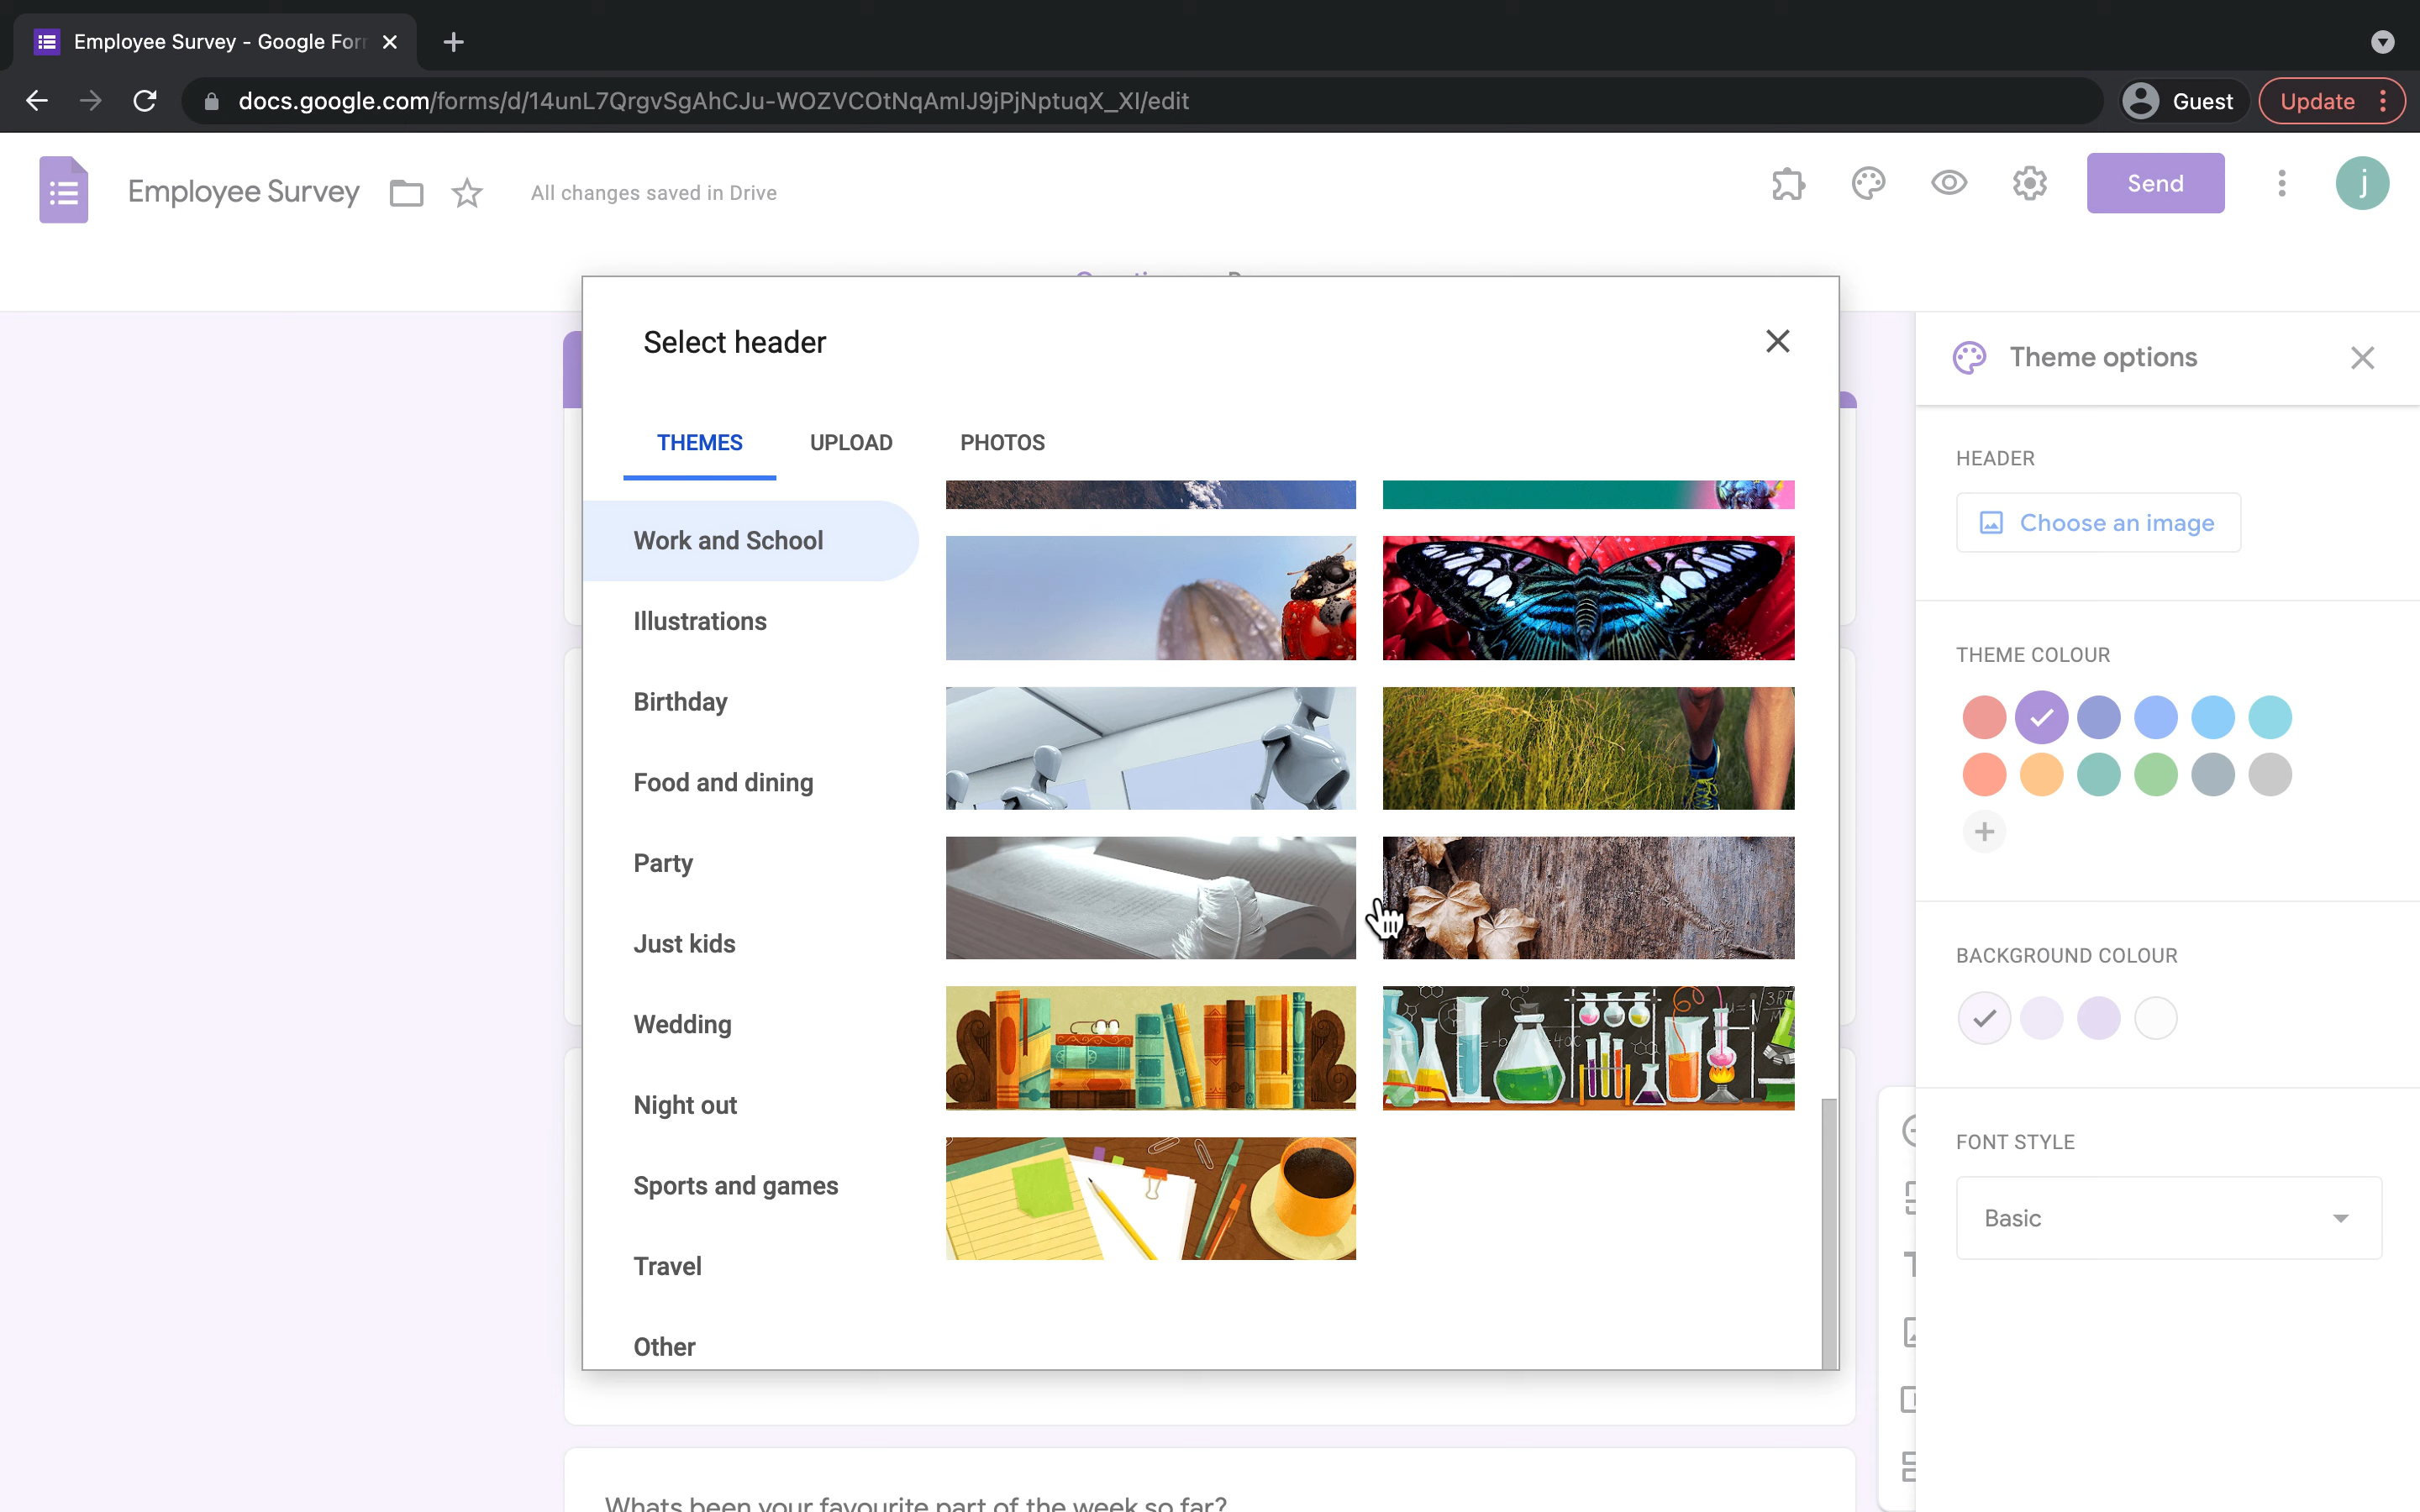 Employee Survey - Google For
docs.google.com/forms/d/14unL7QrgvSgAhCJu-WOZVCOtNqAmIJ9jPjNptuqX_XI/edit
Guest
Update
Employee Survey
All changes saved in Drive
Send
j
Select header
THEMES
UPLOAD
PHOTOS
Work and School
Illustrations
Birthday
Food and dining
Party
Just kids
Wedding
Night out
Sports and games
Travel
Other
Theme options
HEADER
Choose an image
THEME COLOUR
BACKGROUND COLOUR
FONT STYLE
Basic
Whats been your favourite part of the week so far?